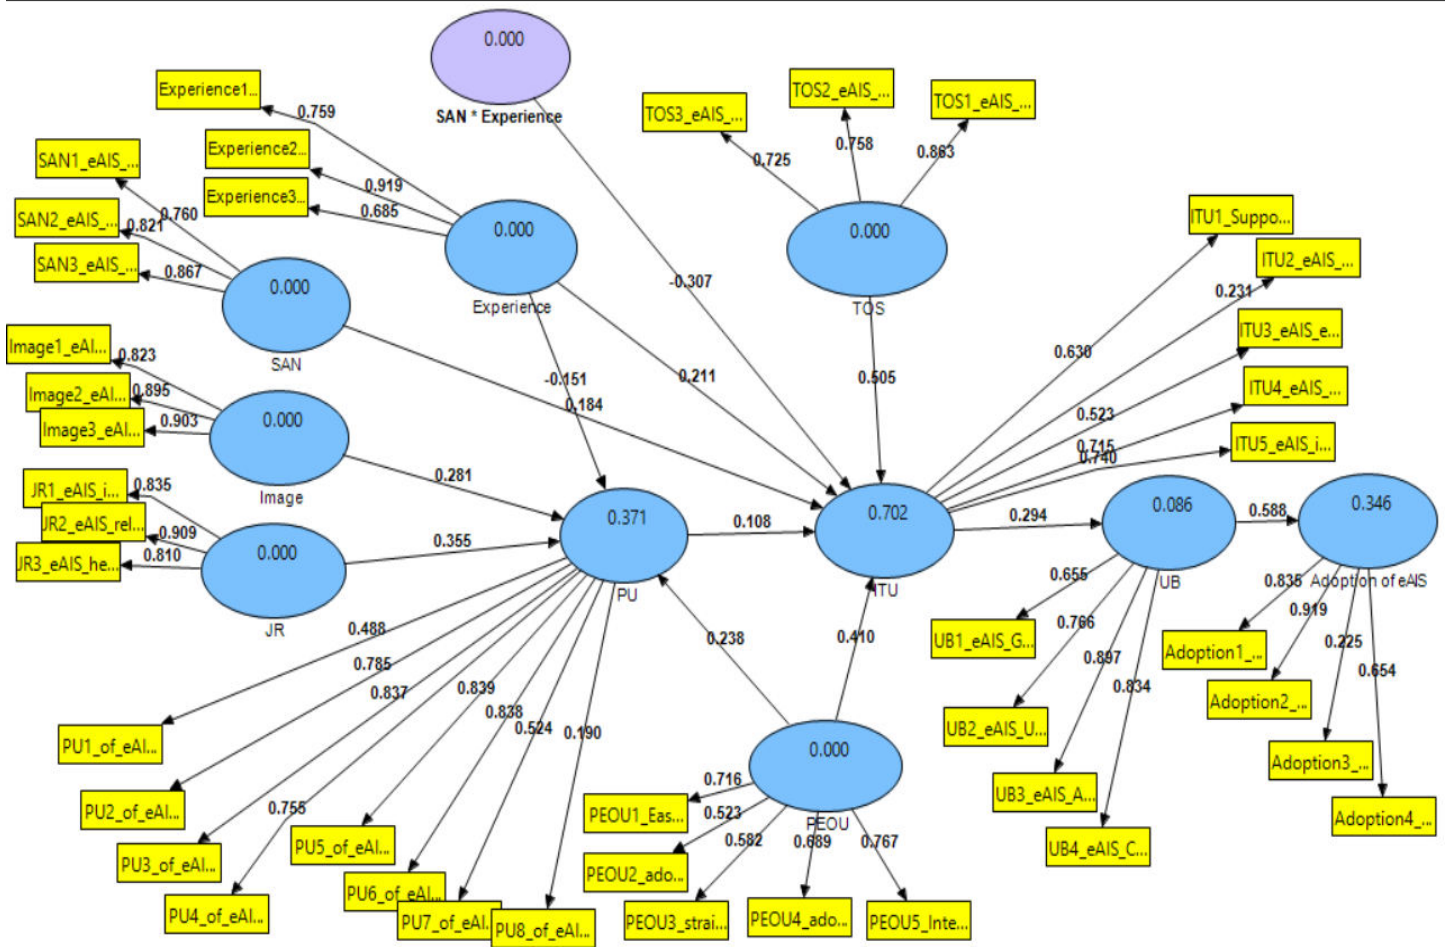 0.000
SAN * Experience
Experience1...
0.759
Experience2...
0.919
Experience3...
0.685
0.000
Experience
TOS3_eAIS_...
TOS2_eAIS_...
TOS1_eAIS_...
0.725
0.758
0.863
0.000
TOS
SAN1_eAIS_...
0.760
SAN2_eAIS_...
0.821
SAN3_eAIS_...
0.867
0.000
SAN
-0.307
-0.151
0.211
0.184
0.505
ITU1_Suppo...
ITU2_eAIS_...
0.231
ITU3_eAIS_e...
0.630
ITU4_eAIS_...
0.523
ITU5_eAIS_i...
0.715
0.740
Image1_eAI...
0.823
Image2_eAI...
0.895
Image3_eAI...
0.903
0.000
Image
0.281
JR1_eAIS_i...
0.835
JR2_eAIS_rel...
0.909
JR3_eAIS_he...
0.810
0.000
JR
0.355
0.371
PU
0.108
0.702
ITU
0.294
0.086
UB
0.588
0.346
Adoption of eAIS
0.238
0.410
0.488
0.785
0.837
0.755
0.839
0.838
0.524
0.190
PU1_of_eAI...
PU2_of_eAI...
PU3_of_eAI...
PU4_of_eAI...
PU5_of_eAI...
PU6_of_eAI...
PU7_of_eAI...
PU8_of_eAI...
0.000
PEOU
0.716
0.523
0.582
0.689
0.767
PEOU1_Eas...
PEOU2_ado...
PEOU3_strai...
PEOU4_ado...
PEOU5_Inte...
0.655
0.766
0.897
0.834
UB1_eAIS_G...
UB2_eAIS_U...
UB3_eAIS_A...
UB4_eAIS_C...
0.835
0.919
0.225
0.654
Adoption1_...
Adoption2_...
Adoption3_...
Adoption4_...